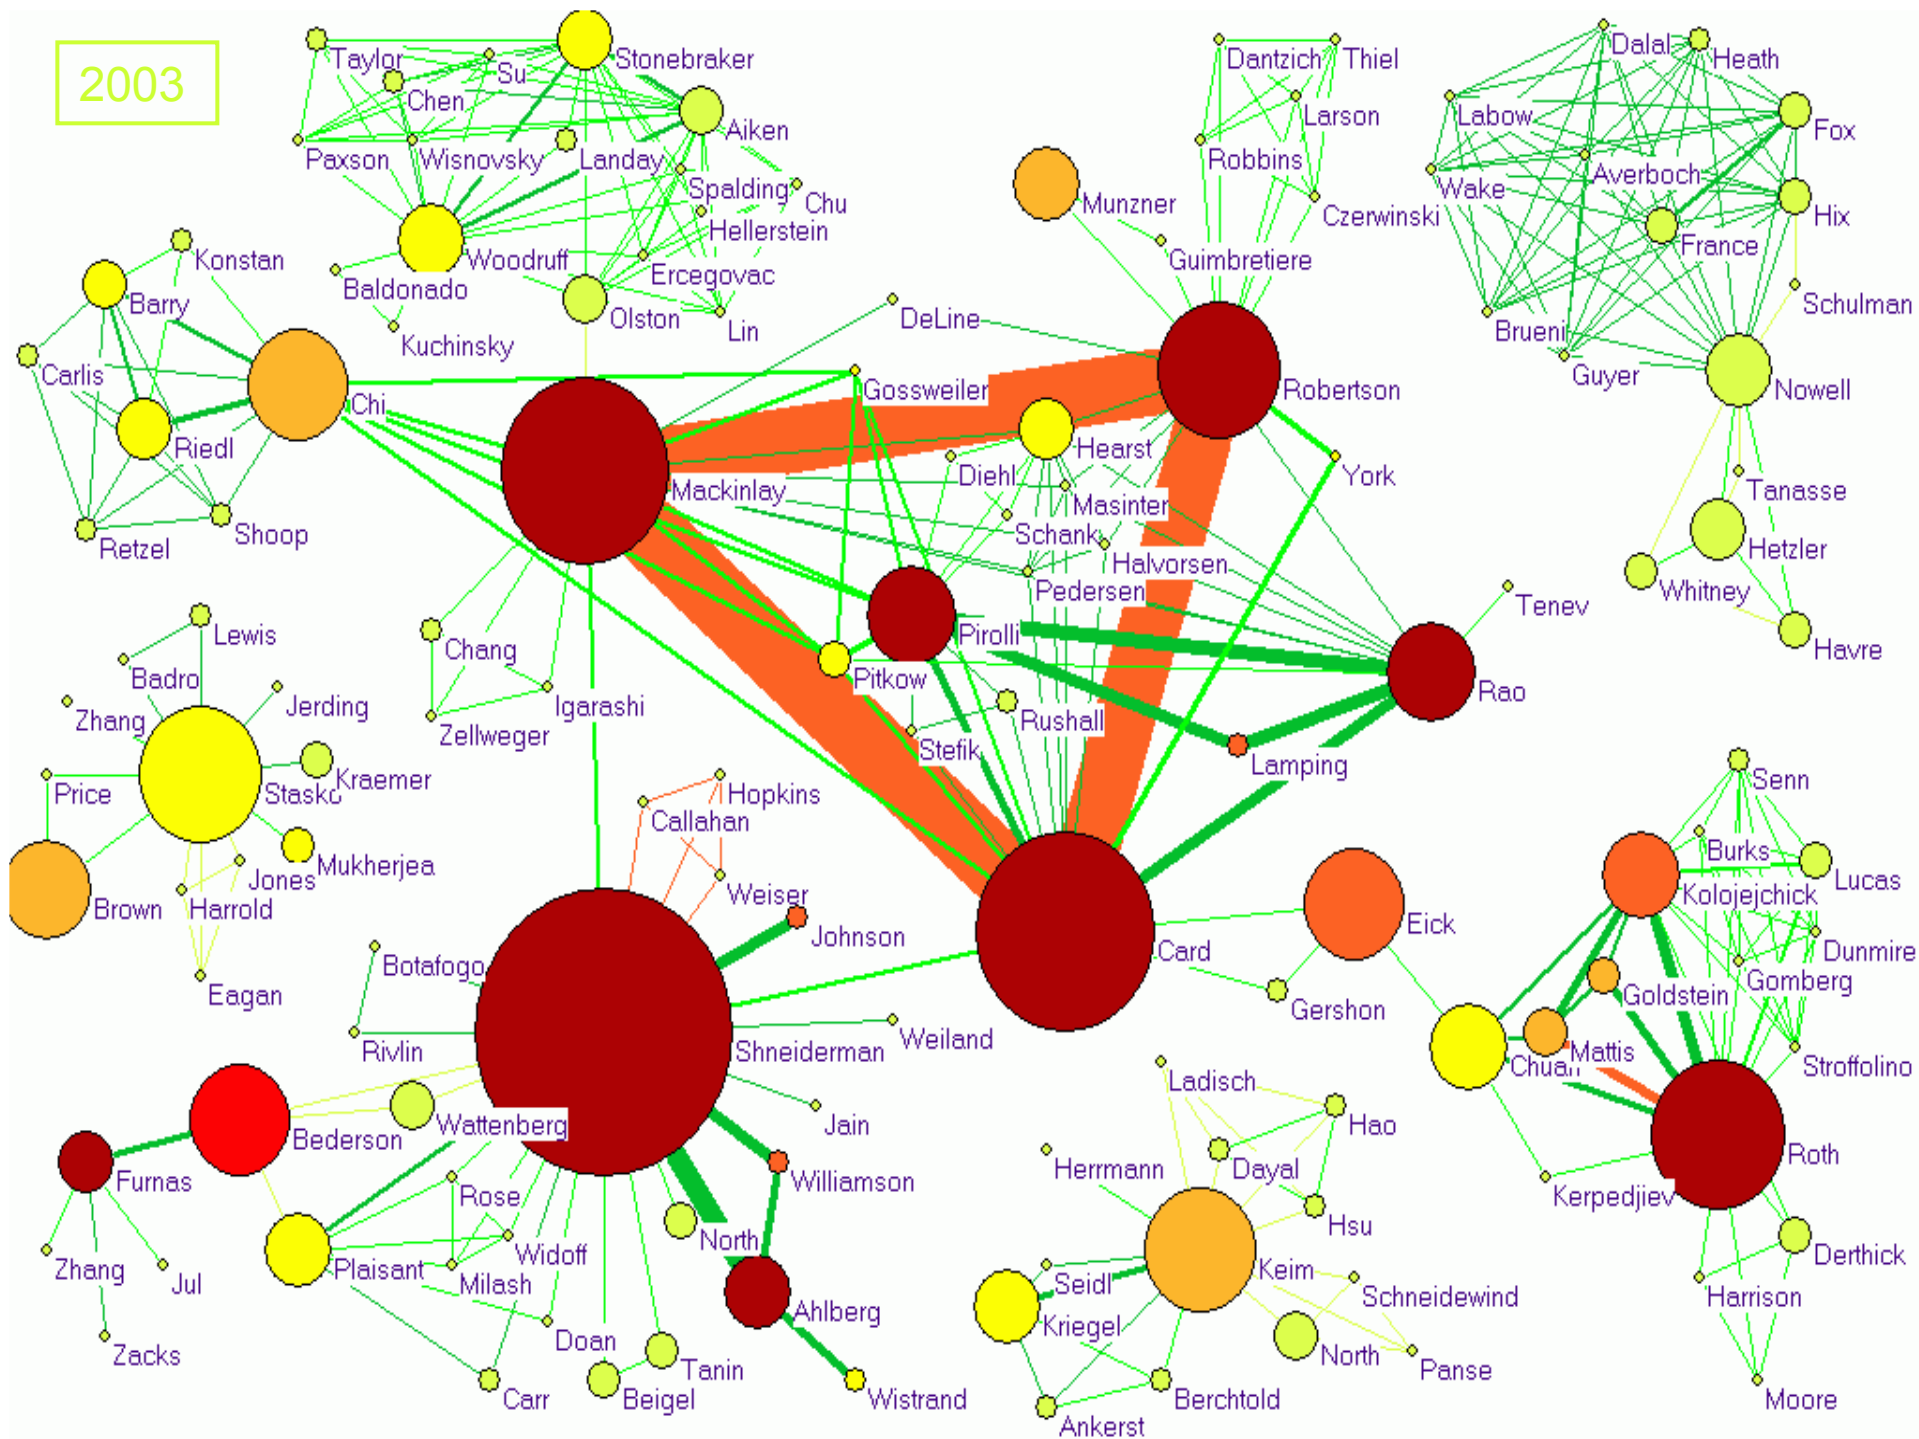 2003
Taylor
Su
Stonebraker
Chen
Aiken
Paxson
Wisnovsky
Landay
Spalding
Chu
Hellerstein
Woodruff
Ercegovac
Baldonado
Olston
Lin
Kuchinsky
Dantzich
Thiel
Larson
Robbins
Munzner
Czerwinski
Guimbretiere
Dalal
Heath
Labow
Fox
Averboch
Wake
Hix
France
Schulman
Brueni
Guyer
Nowell
Tanasse
Hetzler
Whitney
Havre
Konstan
Barry
Carlis
Chi
Riedl
Shoop
Retzel
DeLine
Gossweiler
Robertson
Hearst
Diehl
York
Mackinlay
Masinter
Schank
Halvorsen
Pedersen
Pirolli
Tenev
Pitkow
Rao
Rushall
Stefik
Lamping
Chang
Igarashi
Zellweger
Lewis
Badro
Jerding
Zhang
Kraemer
Price
Stasko
Mukherjea
Jones
Brown
Harrold
Eagan
Hopkins
Callahan
Weiser
Johnson
Botafogo
Card
Eick
Gershon
Weiland
Rivlin
Shneiderman
Jain
Wattenberg
Bederson
Furnas
Williamson
Rose
North
Widoff
Zhang
Jul
Plaisant
Milash
Ahlberg
Doan
Zacks
Tanin
Carr
Beigel
Wistrand
Senn
Burks
Lucas
Kolojejchick
Dunmire
Gomberg
Goldstein
Mattis
Chuah
Stroffolino
Roth
Kerpedjiev
Derthick
Harrison
Moore
Ladisch
Hao
Herrmann
Dayal
Hsu
Keim
Seidl
Schneidewind
Kriegel
North
Panse
Berchtold
Ankerst